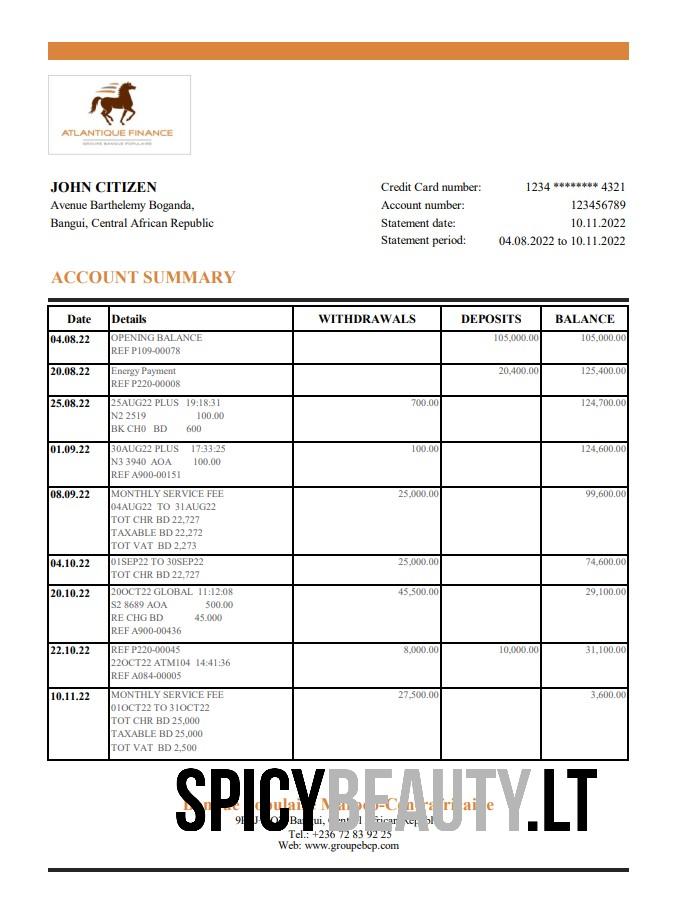 ATLANTIQUE FINANCE
GROUPE BANQUE POPULAIRE
JOHN CITIZEN
Avenue Barthelemy Boganda,
Bangui, Central African Republic
Credit Card number: 1234 ******** 4321
Account number: 123456789
Statement date: 10.11.2022
Statement period: 04.08.2022 to 10.11.2022
ACCOUNT SUMMARY
Date Details WITHDRAWALS DEPOSITS BALANCE
04.08.22 OPENING BALANCE 105,000.00 105,000.00
REF P109-00078
20.08.22 Energy Payment 20,400.00 125,400.00
REF P220-00008
25.08.22 25AUG22 PLUS 19:18:31 700.00 124,700.00
N2 2519 100.00
BK CH0 BD 600
01.09.22 30AUG22 PLUS 17:33:25 100.00 124,600.00
N3 3940 AOA 100.00
REF A900-00151
08.09.22 MONTHLY SERVICE FEE 25,000.00 99,600.00
04AUG22 TO 31AUG22
TOT CHR BD 22,727
TAXABLE BD 22,272
TOT VAT BD 2,273
04.10.22 01SEP22 TO 30SEP22 25,000.00 74,600.00
TOT CHR BD 22,727
20.10.22 20OCT22 GLOBAL 11:12:08 45,500.00 29,100.00
S2 8689 AOA 500.00
RE CHG BD 45.000
REF A900-00436
22.10.22 REF P220-00045 8,000.00 10,000.00 31,100.00
22OCT22 ATM104 14:41:36
REF A084-00005
10.11.22 MONTHLY SERVICE FEE 27,500.00 3,600.00
01OCT22 TO 31OCT22
TOT CHR BD 25,000
TAXABLE BD 25,000
TOT VAT BD 2,500
SPICYBEAUTY.LT
Tel.: +236 72 83 92 25
Web: www.groupebcp.com